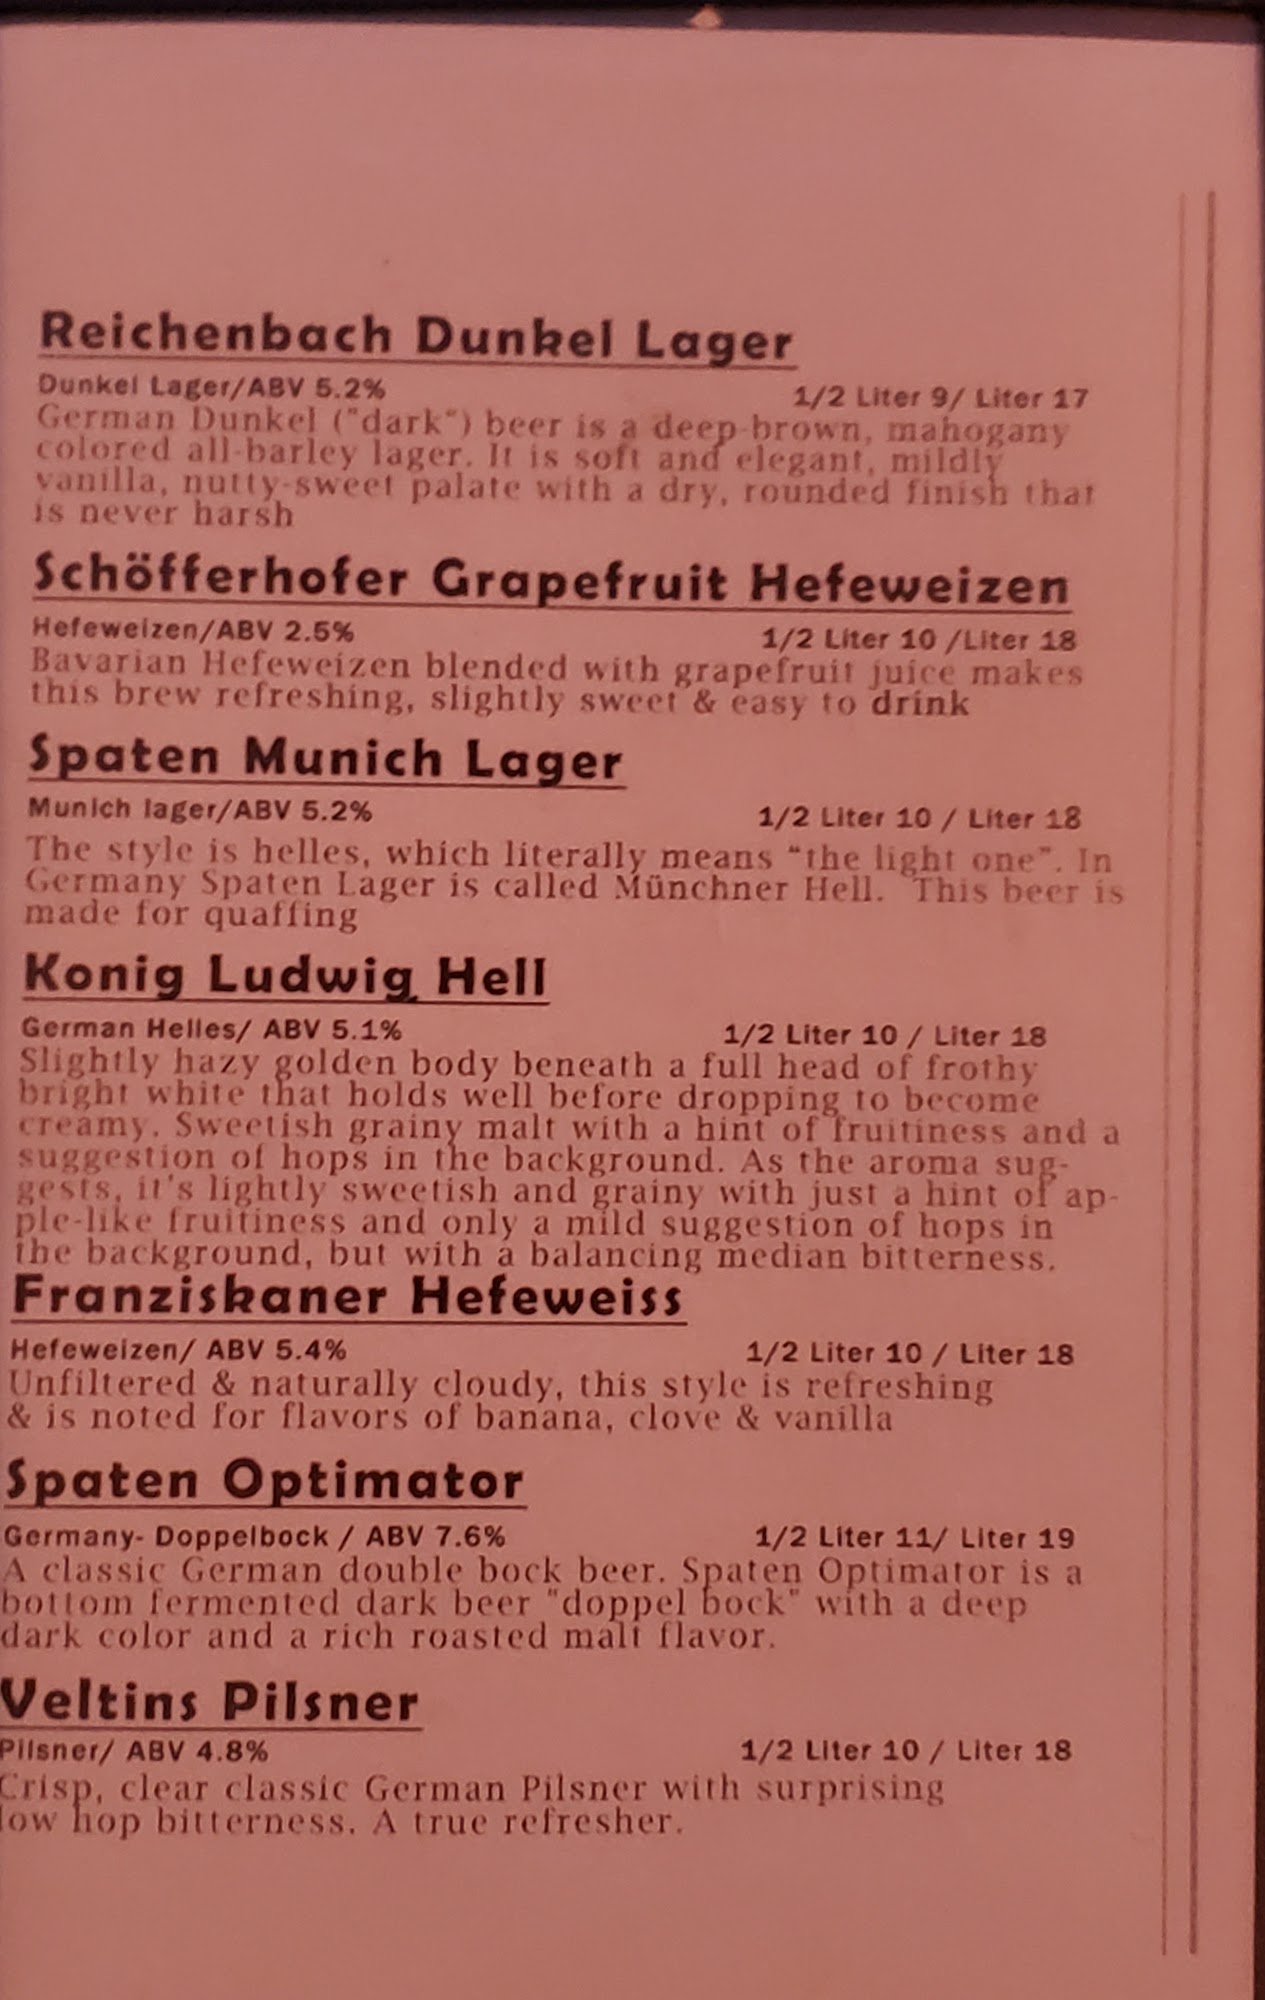 Reichenbach Dunkel Lager
Dunkel Lager/ABV 5.2% 1/2 Liter 9/ Liter 17
German Dunkel ("dark") beer is a deep-brown, mahogany
colored all-barley lager. It is soft and elegant, mildly
vanilla, nutty-sweet palate with a dry, rounded finish that
is never harsh
Schöfferhofer Grapefruit Hefeweizen
Hefeweizen/ABV 2.5% 1/2 Liter 10 /Liter 18
Bavarian Hefeweizen blended with grapefruit juice makes
this brew refreshing, slightly sweet & easy to drink
Spaten Munich Lager
Munich lager/ABV 5.2% 1/2 Liter 10 / Liter 18
The style is helles, which literally means “the light one”. In
Germany Spaten Lager is called Münchner Hell. This beer is
made for quaffing
Konig Ludwig Hell
German Helles/ ABV 5.1% 1/2 Liter 10 / Liter 18
Slightly hazy golden body beneath a full head of frothy
bright white that holds well before dropping to become
creamy. Sweetish grainy malt with a hint of fruitiness and a
suggestion of hops in the background. As the aroma sug-
gests, it's lightly sweetish and grainy with just a hint of ap-
ple-like fruitiness and only a mild suggestion of hops in
the background, but with a balancing median bitterness.
Franziskaner Hefeweiss
Hefeweizen/ ABV 5.4% 1/2 Liter 10 / Liter 18
Unfiltered & naturally cloudy, this style is refreshing
& is noted for flavors of banana, clove & vanilla
Spaten Optimator
Germany- Doppelbock / ABV 7.6% 1/2 Liter 11/ Liter 19
A classic German double bock beer. Spaten Optimator is a
bottom fermented dark beer "doppel bock" with a deep
dark color and a rich roasted malt flavor.
Veltins Pilsner
Pilsner/ ABV 4.8% 1/2 Liter 10 / Liter 18
Crisp, clear classic German Pilsner with surprising
low hop bitterness. A true refresher.